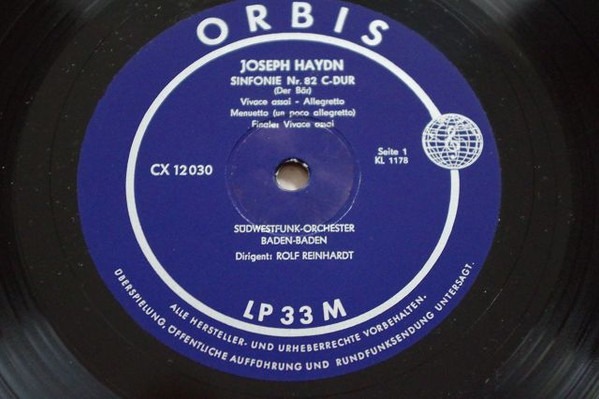 ORBIS
JOSEPH HAYDN
SINFONIE Nr. 82 C-DUR
(Der Bär)
Vivace assai - Allegretto
Menuetto (un poco allegretto)
Finale: Vivace assai
CX 12030
Seite 1
KL 1178
SÜDWESTFUNK-ORCHESTER
BADEN-BADEN
Dirigent: ROLF REINHARDT
LP 33 M
ALLE HERSTELLER- UND URHEBERRECHTE VORBEHALTEN.
ÜBERSPIELUNG, ÖFFENTLICHE AUFFÜHRUNG UND RUNDFUNKSENDUNG UNTERSAGT.